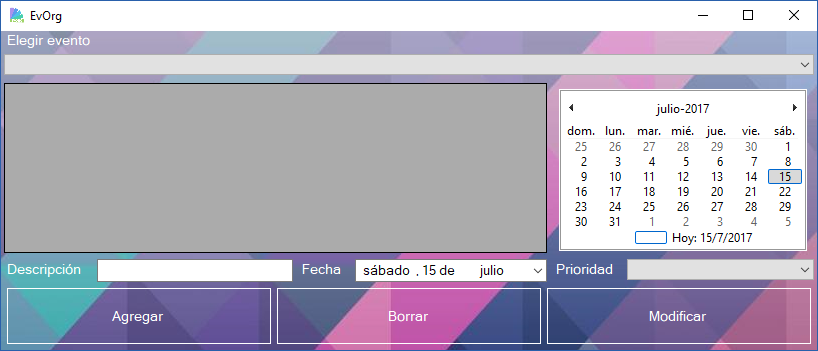 EvOrg
Elegir evento
julio-2017
dom. lun. mar. mié. jue. vie. sáb.
25 26 27 28 29 30 1
2 3 4 5 6 7 8
9 10 11 12 13 14 15
16 17 18 19 20 21 22
23 24 25 26 27 28 29
30 31 1 2 3 4 5
Hoy: 15/7/2017
Descripción Fecha sábado , 15 de julio Prioridad
Agregar Borrar Modificar